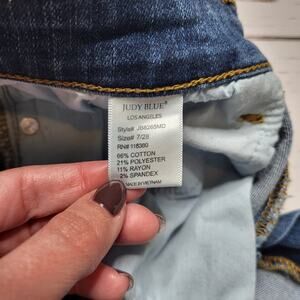 JUDY BLUE®
LOS ANGELES
Style# JB8265MD
Size# 7/28
RN# 116380
66% COTTON
21% POLYESTER
11% RAYON
2% SPANDEX
MADE IN VIETNAM